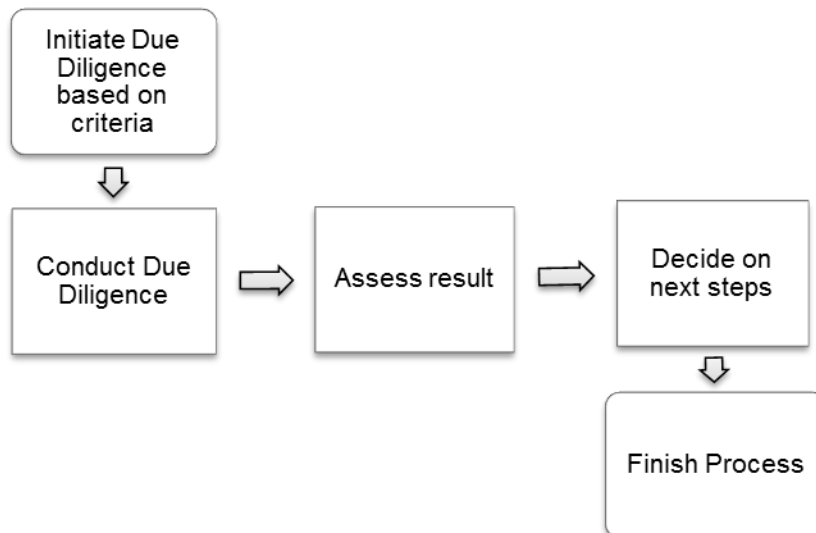 Initiate Due
Diligence
based on
criteria
Conduct Due
Diligence
Assess result
Decide on
next steps
Finish Process